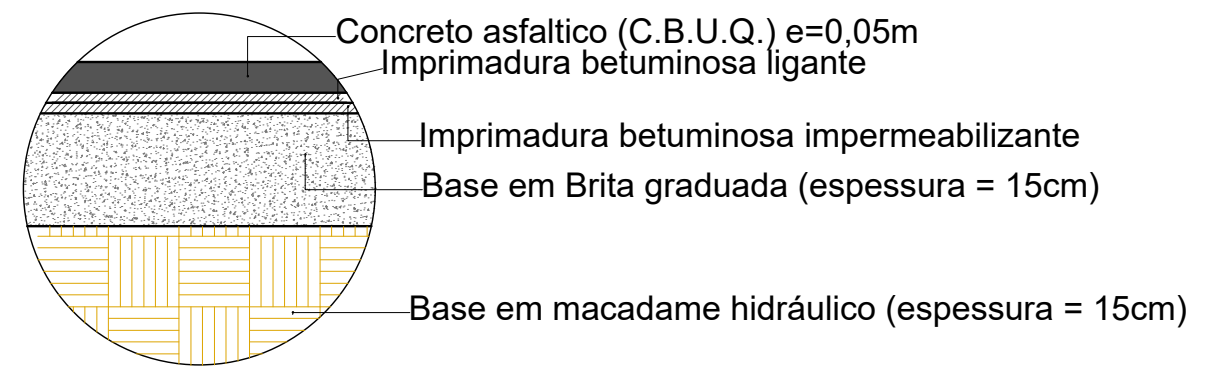 Concreto asfaltico (C.B.U.Q.) e=0,05m
Imprimadura betuminosa ligante
Imprimadura betuminosa impermeabilizante
Base em Brita graduada (espessura = 15cm)
Base em macadame hidráulico (espessura = 15cm)